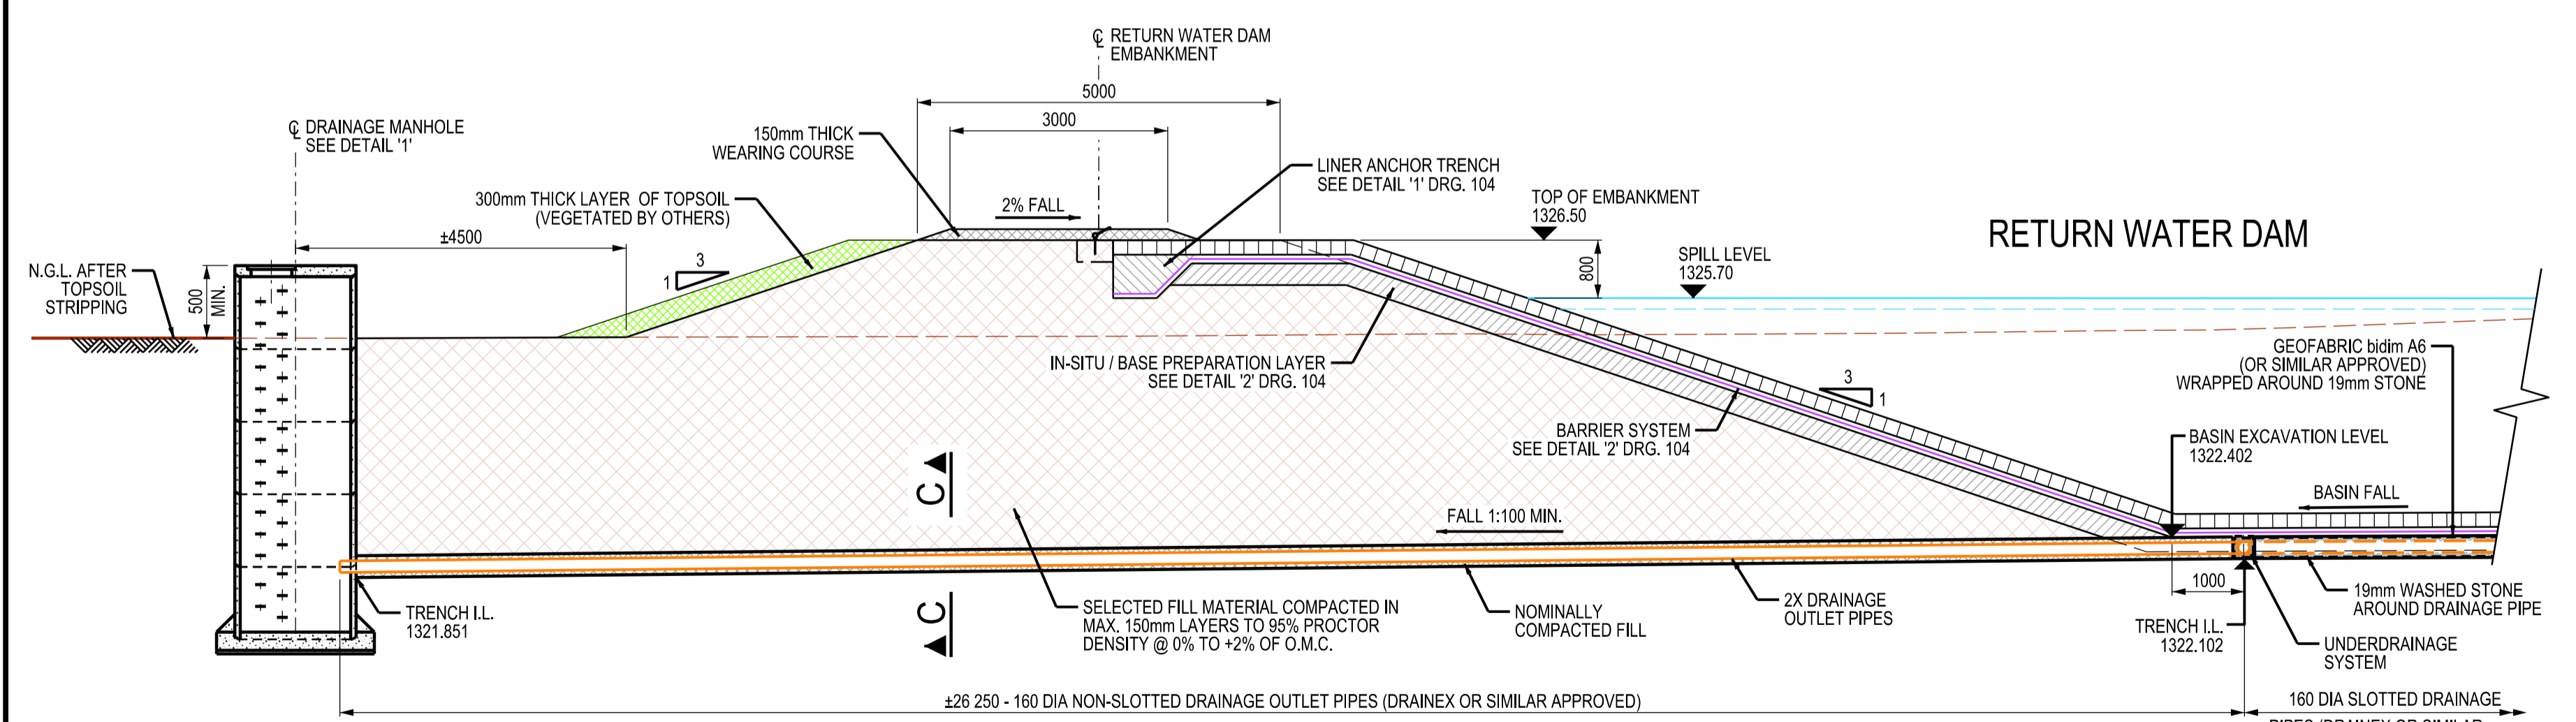 ℄ RETURN WATER DAM
EMBANKMENT
5000
3000
℄ DRAINAGE MANHOLE
SEE DETAIL '1'
150mm THICK
WEARING COURSE
LINER ANCHOR TRENCH
SEE DETAIL '1' DRG. 104
300mm THICK LAYER OF TOPSOIL
(VEGETATED BY OTHERS)
2% FALL
TOP OF EMBANKMENT
1326.50
RETURN WATER DAM
±4500
SPILL LEVEL
1325.70
800
N.G.L. AFTER
TOPSOIL
STRIPPING
500
MIN.
3
1
IN-SITU / BASE PREPARATION LAYER
SEE DETAIL '2' DRG. 104
GEOFABRIC bidim A6
(OR SIMILAR APPROVED)
WRAPPED AROUND 19mm STONE
3
1
BARRIER SYSTEM
SEE DETAIL '2' DRG. 104
BASIN EXCAVATION LEVEL
1322.402
C
BASIN FALL
FALL 1:100 MIN.
1000
C
TRENCH I.L.
1321.851
SELECTED FILL MATERIAL COMPACTED IN
MAX. 150mm LAYERS TO 95% PROCTOR
DENSITY @ 0% TO +2% OF O.M.C.
NOMINALLY
COMPACTED FILL
2X DRAINAGE
OUTLET PIPES
19mm WASHED STONE
AROUND DRAINAGE PIPE
TRENCH I.L.
1322.102
UNDERDRAINAGE
SYSTEM
±26 250 - 160 DIA NON-SLOTTED DRAINAGE OUTLET PIPES (DRAINEX OR SIMILAR APPROVED)
160 DIA SLOTTED DRAINAGE
PIPES (DRAINEX OR SIMILAR